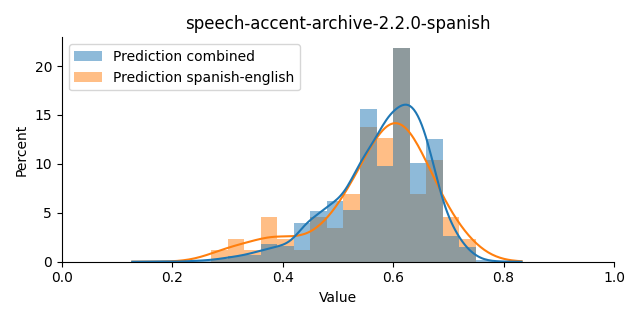 speech-accent-archive-2.2.0-spanish
Prediction combined
Prediction spanish-english
Percent
20
15
10
5
0
0.0 0.2 0.4 0.6 0.8 1.0
Value